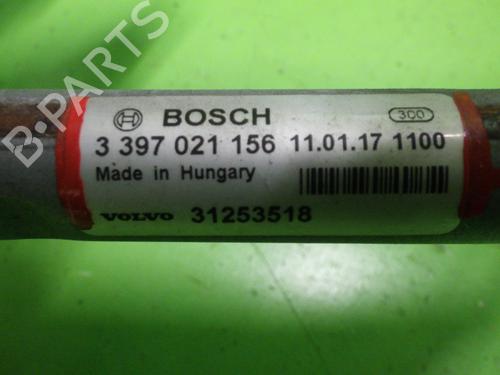 B-PARTS
BOSCH
300
3 397 021 156 11.01.17 1100
Made in Hungary
VOLVO 31253518